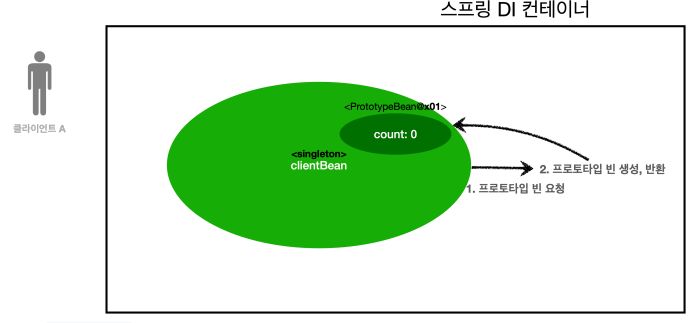 스프링 DI 컨테이너
<PrototypeBean@x01>
count: 0
클라이언트 A
<singleton>
clientBean
2. 프로토타입 빈 생성, 반환
1. 프로토타입 빈 요청